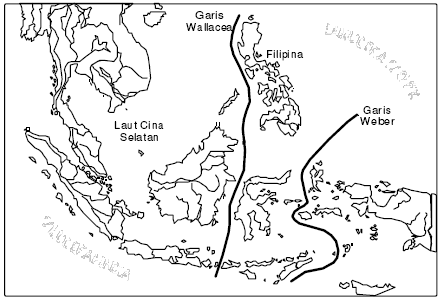 Garis
Wallacea
Filipina
Garis
Weber
Laut Cina
Selatan